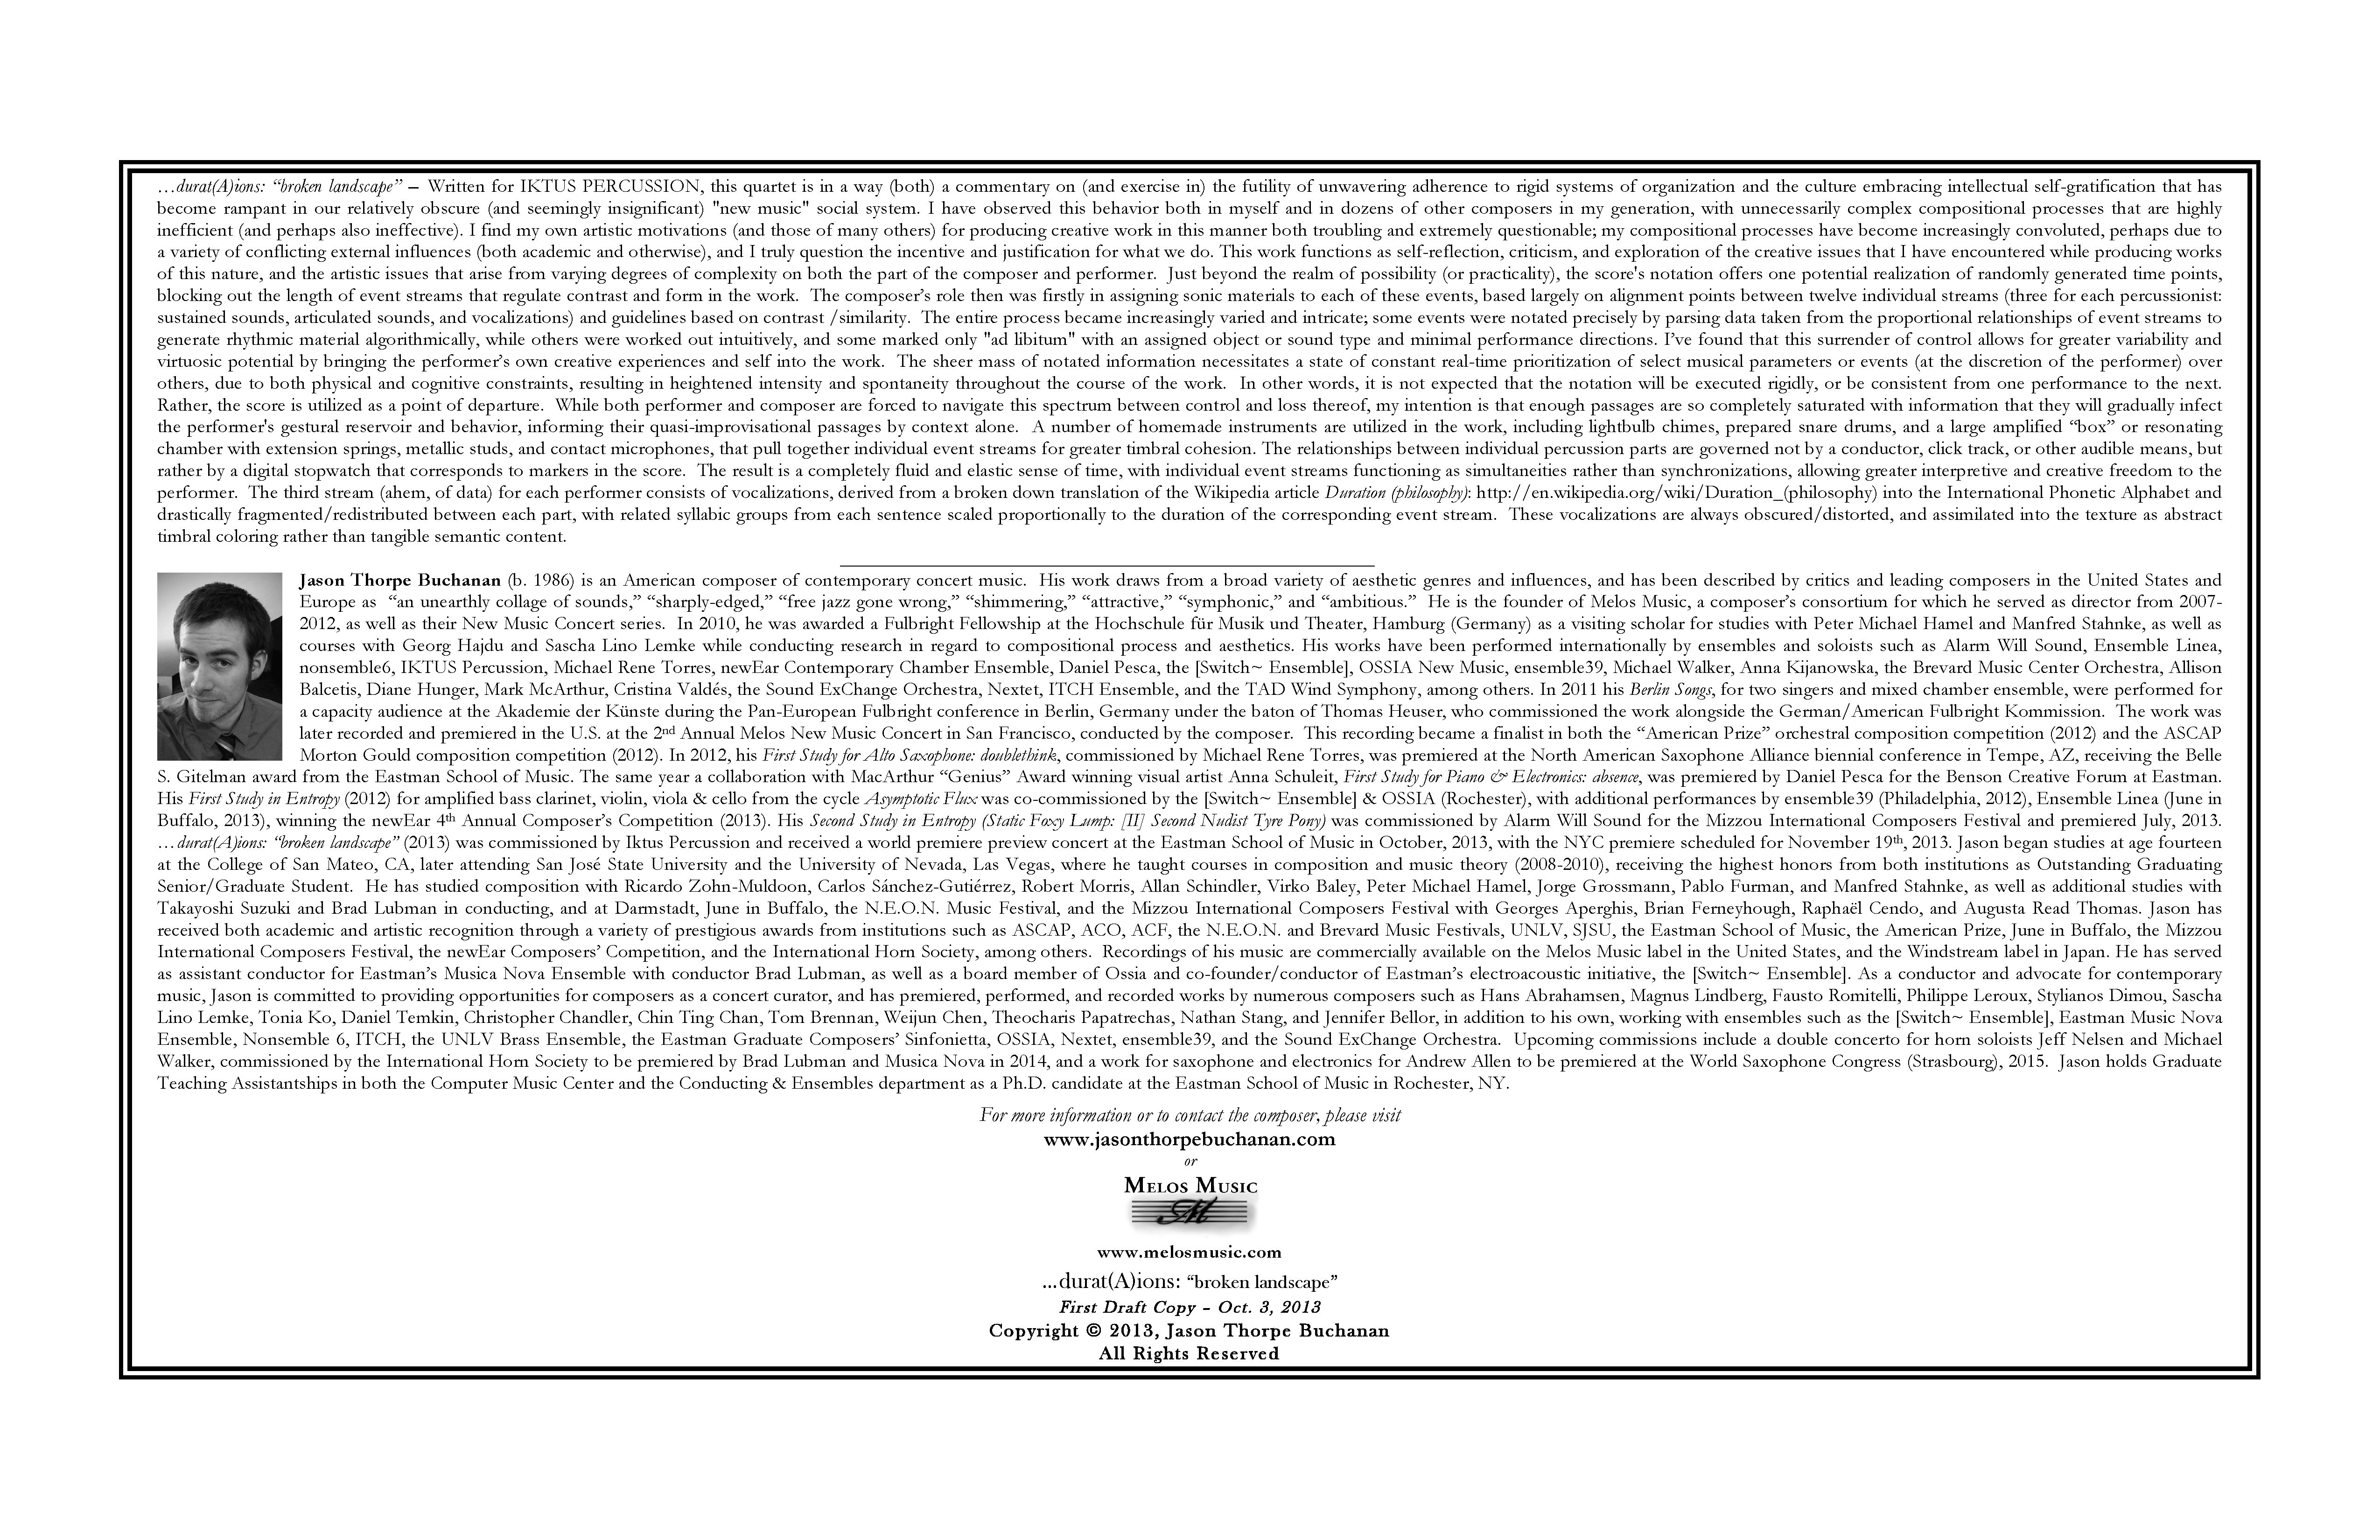 …durat(A)ions: “broken landscape” – Written for IKTUS PERCUSSION, this quartet is in a way (both) a commentary on (and exercise in) the futility of unwavering adherence to rigid systems of organization and the culture embracing intellectual self-gratification that has
become rampant in our relatively obscure (and seemingly insignificant) "new music" social system. I have observed this behavior both in myself and in dozens of other composers in my generation, with unnecessarily complex compositional processes that are highly
inefficient (and perhaps also ineffective). I find my own artistic motivations (and those of many others) for producing creative work in this manner both troubling and extremely questionable; my compositional processes have become increasingly convoluted, perhaps due to
a variety of conflicting external influences (both academic and otherwise), and I truly question the incentive and justification for what we do. This work functions as self-reflection, criticism, and exploration of the creative issues that I have encountered while producing works
of this nature, and the artistic issues that arise from varying degrees of complexity on both the part of the composer and performer. Just beyond the realm of possibility (or practicality), the score's notation offers one potential realization of randomly generated time points,
blocking out the length of event streams that regulate contrast and form in the work. The composer’s role then was firstly in assigning sonic materials to each of these events, based largely on alignment points between twelve individual streams (three for each percussionist:
sustained sounds, articulated sounds, and vocalizations) and guidelines based on contrast /similarity. The entire process became increasingly varied and intricate; some events were notated precisely by parsing data taken from the proportional relationships of event streams to
generate rhythmic material algorithmically, while others were worked out intuitively, and some marked only "ad libitum" with an assigned object or sound type and minimal performance directions. I’ve found that this surrender of control allows for greater variability and
virtuosic potential by bringing the performer’s own creative experiences and self into the work. The sheer mass of notated information necessitates a state of constant real-time prioritization of select musical parameters or events (at the discretion of the performer) over
others, due to both physical and cognitive constraints, resulting in heightened intensity and spontaneity throughout the course of the work. In other words, it is not expected that the notation will be executed rigidly, or be consistent from one performance to the next.
Rather, the score is utilized as a point of departure. While both performer and composer are forced to navigate this spectrum between control and loss thereof, my intention is that enough passages are so completely saturated with information that they will gradually infect
the performer's gestural reservoir and behavior, informing their quasi-improvisational passages by context alone. A number of homemade instruments are utilized in the work, including lightbulb chimes, prepared snare drums, and a large amplified “box” or resonating
chamber with extension springs, metallic studs, and contact microphones, that pull together individual event streams for greater timbral cohesion. The relationships between individual percussion parts are governed not by a conductor, click track, or other audible means, but
rather by a digital stopwatch that corresponds to markers in the score. The result is a completely fluid and elastic sense of time, with individual event streams functioning as simultaneities rather than synchronizations, allowing greater interpretive and creative freedom to the
performer. The third stream (ahem, of data) for each performer consists of vocalizations, derived from a broken down translation of the Wikipedia article Duration (philosophy): http://en.wikipedia.org/wiki/Duration_(philosophy) into the International Phonetic Alphabet and
drastically fragmented/redistributed between each part, with related syllabic groups from each sentence scaled proportionally to the duration of the corresponding event stream. These vocalizations are always obscured/distorted, and assimilated into the texture as abstract
timbral coloring rather than tangible semantic content.
Jason Thorpe Buchanan (b. 1986) is an American composer of contemporary concert music. His work draws from a broad variety of aesthetic genres and influences, and has been described by critics and leading composers in the United States and
Europe as “an unearthly collage of sounds,” “sharply-edged,” “free jazz gone wrong,” “shimmering,” “attractive,” “symphonic,” and “ambitious.” He is the founder of Melos Music, a composer’s consortium for which he served as director from 2007-
2012, as well as their New Music Concert series. In 2010, he was awarded a Fulbright Fellowship at the Hochschule für Musik und Theater, Hamburg (Germany) as a visiting scholar for studies with Peter Michael Hamel and Manfred Stahnke, as well as
courses with Georg Hajdu and Sascha Lino Lemke while conducting research in regard to compositional process and aesthetics. His works have been performed internationally by ensembles and soloists such as Alarm Will Sound, Ensemble Linea,
nonsemble6, IKTUS Percussion, Michael Rene Torres, newEar Contemporary Chamber Ensemble, Daniel Pesca, the [Switch~ Ensemble], OSSIA New Music, ensemble39, Michael Walker, Anna Kijanowska, the Brevard Music Center Orchestra, Allison
Balcetis, Diane Hunger, Mark McArthur, Cristina Valdés, the Sound ExChange Orchestra, Nextet, ITCH Ensemble, and the TAD Wind Symphony, among others. In 2011 his Berlin Songs, for two singers and mixed chamber ensemble, were performed for
a capacity audience at the Akademie der Künste during the Pan-European Fulbright conference in Berlin, Germany under the baton of Thomas Heuser, who commissioned the work alongside the German/American Fulbright Kommission. The work was
later recorded and premiered in the U.S. at the 2nd Annual Melos New Music Concert in San Francisco, conducted by the composer. This recording became a finalist in both the “American Prize” orchestral composition competition (2012) and the ASCAP
Morton Gould composition competition (2012). In 2012, his First Study for Alto Saxophone: doublethink, commissioned by Michael Rene Torres, was premiered at the North American Saxophone Alliance biennial conference in Tempe, AZ, receiving the Belle
S. Gitelman award from the Eastman School of Music. The same year a collaboration with MacArthur “Genius” Award winning visual artist Anna Schuleit, First Study for Piano & Electronics: absence, was premiered by Daniel Pesca for the Benson Creative Forum at Eastman.
His First Study in Entropy (2012) for amplified bass clarinet, violin, viola & cello from the cycle Asymptotic Flux was co-commissioned by the [Switch~ Ensemble] & OSSIA (Rochester), with additional performances by ensemble39 (Philadelphia, 2012), Ensemble Linea (June in
Buffalo, 2013), winning the newEar 4th Annual Composer’s Competition (2013). His Second Study in Entropy (Static Foxy Lump: [II] Second Nudist Tyre Pony) was commissioned by Alarm Will Sound for the Mizzou International Composers Festival and premiered July, 2013.
…durat(A)ions: “broken landscape” (2013) was commissioned by Iktus Percussion and received a world premiere preview concert at the Eastman School of Music in October, 2013, with the NYC premiere scheduled for November 19th, 2013. Jason began studies at age fourteen
at the College of San Mateo, CA, later attending San José State University and the University of Nevada, Las Vegas, where he taught courses in composition and music theory (2008-2010), receiving the highest honors from both institutions as Outstanding Graduating
Senior/Graduate Student. He has studied composition with Ricardo Zohn-Muldoon, Carlos Sánchez-Gutiérrez, Robert Morris, Allan Schindler, Virko Baley, Peter Michael Hamel, Jorge Grossmann, Pablo Furman, and Manfred Stahnke, as well as additional studies with
Takayoshi Suzuki and Brad Lubman in conducting, and at Darmstadt, June in Buffalo, the N.E.O.N. Music Festival, and the Mizzou International Composers Festival with Georges Aperghis, Brian Ferneyhough, Raphaël Cendo, and Augusta Read Thomas. Jason has
received both academic and artistic recognition through a variety of prestigious awards from institutions such as ASCAP, ACO, ACF, the N.E.O.N. and Brevard Music Festivals, UNLV, SJSU, the Eastman School of Music, the American Prize, June in Buffalo, the Mizzou
International Composers Festival, the newEar Composers’ Competition, and the International Horn Society, among others. Recordings of his music are commercially available on the Melos Music label in the United States, and the Windstream label in Japan. He has served
as assistant conductor for Eastman’s Musica Nova Ensemble with conductor Brad Lubman, as well as a board member of Ossia and co-founder/conductor of Eastman’s electroacoustic initiative, the [Switch~ Ensemble]. As a conductor and advocate for contemporary
music, Jason is committed to providing opportunities for composers as a concert curator, and has premiered, performed, and recorded works by numerous composers such as Hans Abrahamsen, Magnus Lindberg, Fausto Romitelli, Philippe Leroux, Stylianos Dimou, Sascha
Lino Lemke, Tonia Ko, Daniel Temkin, Christopher Chandler, Chin Ting Chan, Tom Brennan, Weijun Chen, Theocharis Papatrechas, Nathan Stang, and Jennifer Bellor, in addition to his own, working with ensembles such as the [Switch~ Ensemble], Eastman Music Nova
Ensemble, Nonsemble 6, ITCH, the UNLV Brass Ensemble, the Eastman Graduate Composers’ Sinfonietta, OSSIA, Nextet, ensemble39, and the Sound ExChange Orchestra. Upcoming commissions include a double concerto for horn soloists Jeff Nelsen and Michael
Walker, commissioned by the International Horn Society to be premiered by Brad Lubman and Musica Nova in 2014, and a work for saxophone and electronics for Andrew Allen to be premiered at the World Saxophone Congress (Strasbourg), 2015. Jason holds Graduate
Teaching Assistantships in both the Computer Music Center and the Conducting & Ensembles department as a Ph.D. candidate at the Eastman School of Music in Rochester, NY.
For more information or to contact the composer, please visit
www.jasonthorpebuchanan.com
or
MELOS MUSIC
M
www.melosmusic.com
...durat(A)ions: “broken landscape”
First Draft Copy – Oct. 3, 2013
Copyright © 2013, Jason Thorpe Buchanan
All Rights Reserved